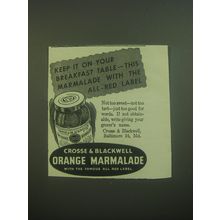 KEEP IT ON YOUR
BREAKFAST TABLE—THIS
MARMALADE WITH THE
ALL-RED LABEL
Not too sweet—not too
tart—just too good for
words. If not obtain-
able, write giving your
grocer's name.
Crosse & Blackwell,
Baltimore 24, Md.
CROSSE & BLACKWELL
ORANGE MARMALADE
WITH THE FAMOUS ALL RED LABEL